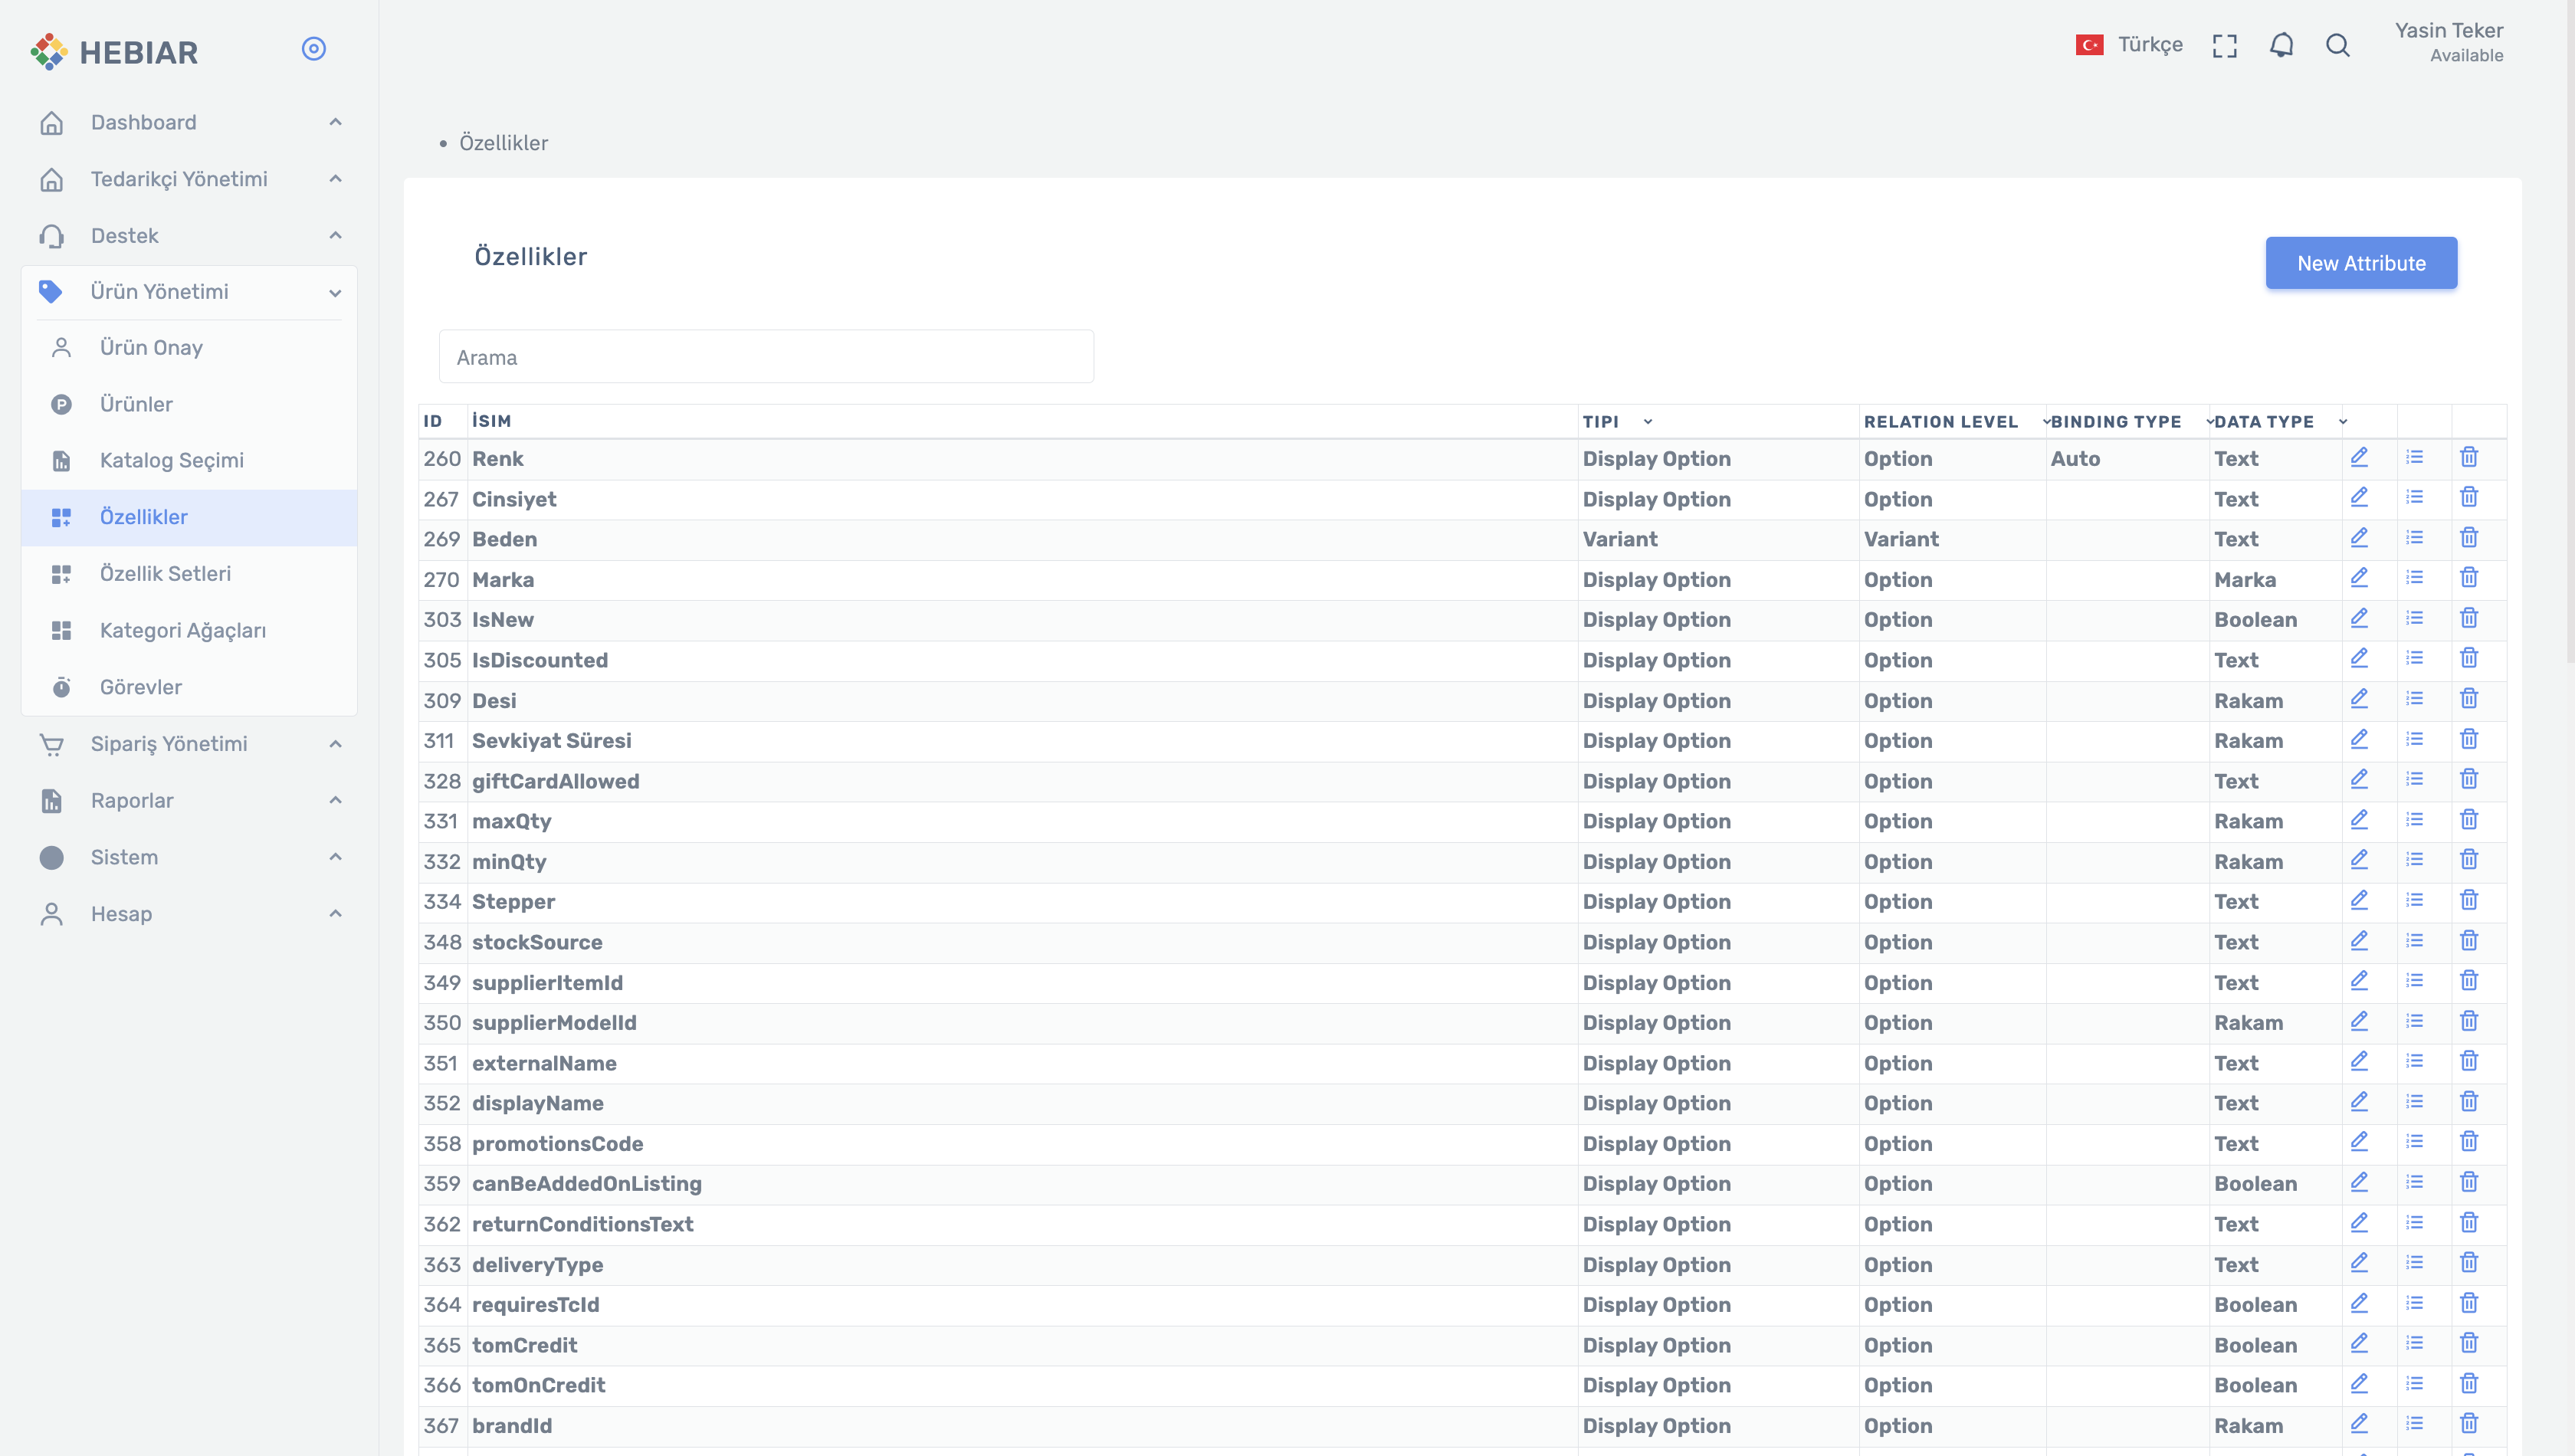 HEBIAR
Türkçe
Yasin Teker
Available
Dashboard
Tedarikçi Yönetimi
Destek
Ürün Yönetimi
Ürün Onay
Ürünler
Katalog Seçimi
Özellikler
Özellik Setleri
Kategori Ağaçları
Görevler
Sipariş Yönetimi
Raporlar
Sistem
Hesap
• Özellikler
Özellikler
New Attribute
Arama
ID İSIM TIPI RELATION LEVEL BINDING TYPE DATA TYPE
260 Renk Display Option Option Auto Text
267 Cinsiyet Display Option Option Text
269 Beden Variant Variant Text
270 Marka Display Option Option Marka
303 IsNew Display Option Option Boolean
305 IsDiscounted Display Option Option Text
309 Desi Display Option Option Rakam
311 Sevkiyat Süresi Display Option Option Rakam
328 giftCardAllowed Display Option Option Text
331 maxQty Display Option Option Rakam
332 minQty Display Option Option Rakam
334 Stepper Display Option Option Text
348 stockSource Display Option Option Text
349 supplierItemId Display Option Option Text
350 supplierModelId Display Option Option Rakam
351 externalName Display Option Option Text
352 displayName Display Option Option Text
358 promotionsCode Display Option Option Text
359 canBeAddedOnListing Display Option Option Boolean
362 returnConditionsText Display Option Option Text
363 deliveryType Display Option Option Text
364 requiresTcId Display Option Option Boolean
365 tomCredit Display Option Option Boolean
366 tomOnCredit Display Option Option Boolean
367 brandId Display Option Option Rakam